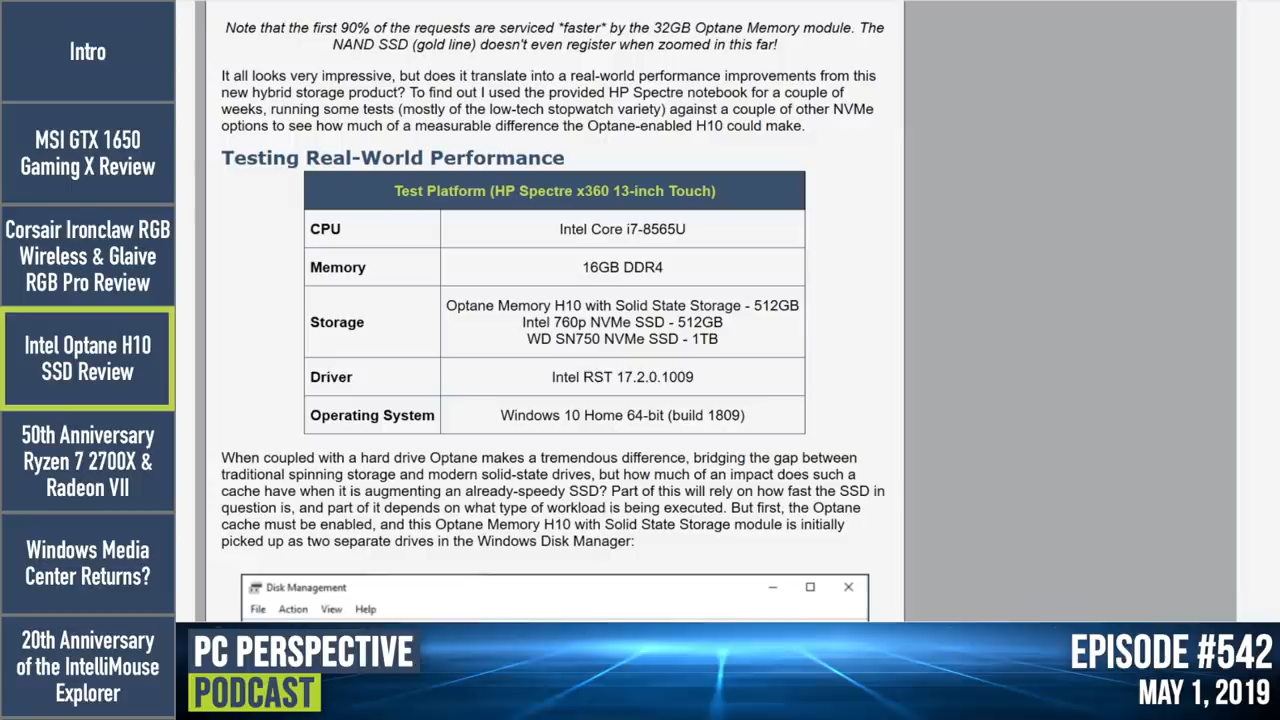 Intro
MSI GTX 1650
Gaming X Review
Corsair Ironclaw RGB
Wireless & Glaive
RGB Pro Review
Intel Optane H10
SSD Review
50th Anniversary
Ryzen 7 2700X &
Radeon VII
Windows Media
Center Returns?
20th Anniversary
of the IntelliMouse
Explorer
Note that the first 90% of the requests are serviced *faster* by the 32GB Optane Memory module. The
NAND SSD (gold line) doesn't even register when zoomed in this far!
It all looks very impressive, but does it translate into a real-world performance improvements from this
new hybrid storage product? To find out I used the provided HP Spectre notebook for a couple of
weeks, running some tests (mostly of the low-tech stopwatch variety) against a couple of other NVMe
options to see how much of a measurable difference the Optane-enabled H10 could make.
Testing Real-World Performance
Test Platform (HP Spectre x360 13-inch Touch)
CPU Intel Core i7-8565U
Memory 16GB DDR4
Storage Optane Memory H10 with Solid State Storage - 512GB
Intel 760p NVMe SSD - 512GB
WD SN750 NVMe SSD - 1TB
Driver Intel RST 17.2.0.1009
Operating System Windows 10 Home 64-bit (build 1809)
When coupled with a hard drive Optane makes a tremendous difference, bridging the gap between
traditional spinning storage and modern solid-state drives, but how much of an impact does such a
cache have when it is augmenting an already-speedy SSD? Part of this will rely on how fast the SSD in
question is, and part of it depends on what type of workload is being executed. But first, the Optane
cache must be enabled, and this Optane Memory H10 with Solid State Storage module is initially
picked up as two separate drives in the Windows Disk Manager:
Disk Management
File Action View Help
PC PERSPECTIVE
PODCAST
EPISODE #542
MAY 1, 2019